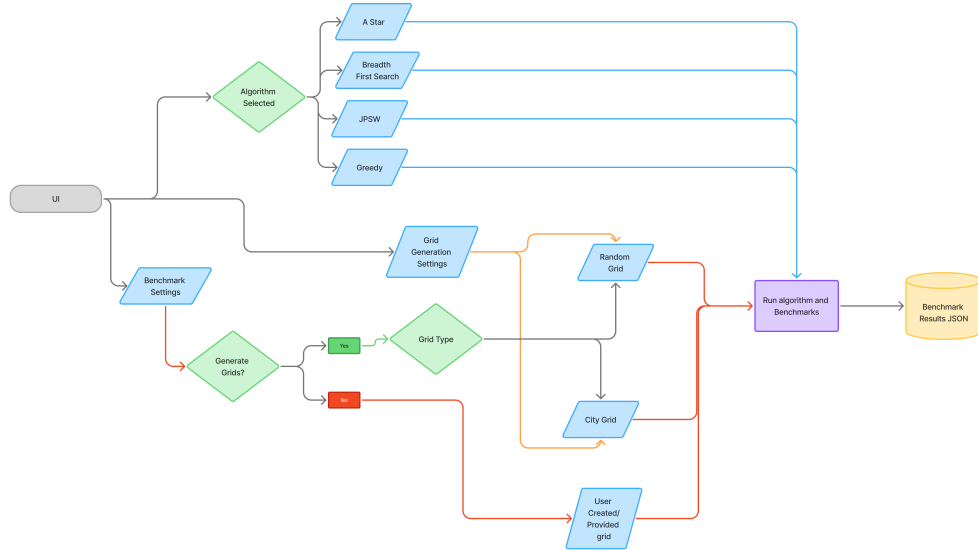 A Star
Breadth
First Search
Algorithm
Selected
JPSW
Greedy
UI
Grid
Generation
Settings
Random
Grid
Benchmark
Settings
Run algorithm and
Benchmarks
Benchmark
Results JSON
Generate
Grids?
Yes
Grid Type
No
City Grid
User
Created/
Provided
grid